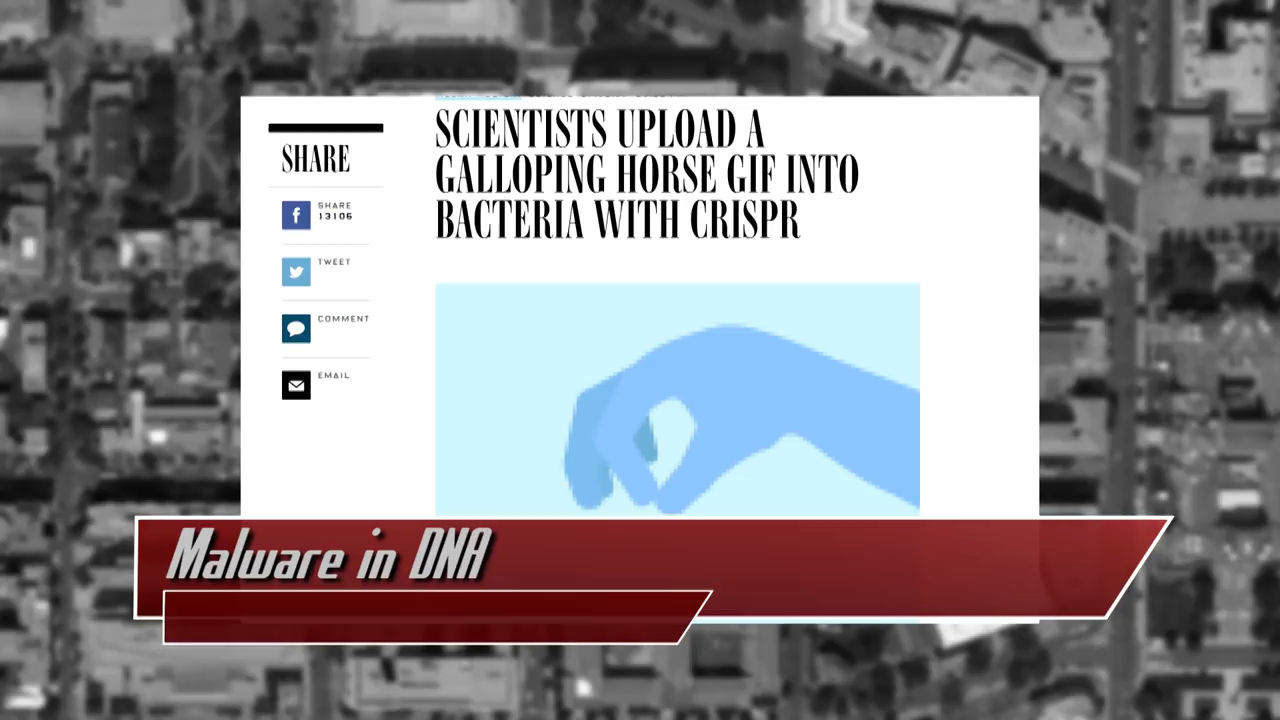 SCIENTISTS UPLOAD A
GALLOPING HORSE GIF INTO
BACTERIA WITH CRISPR
SHARE
SHARE
13106
TWEET
COMMENT
EMAIL
Malware in DNA